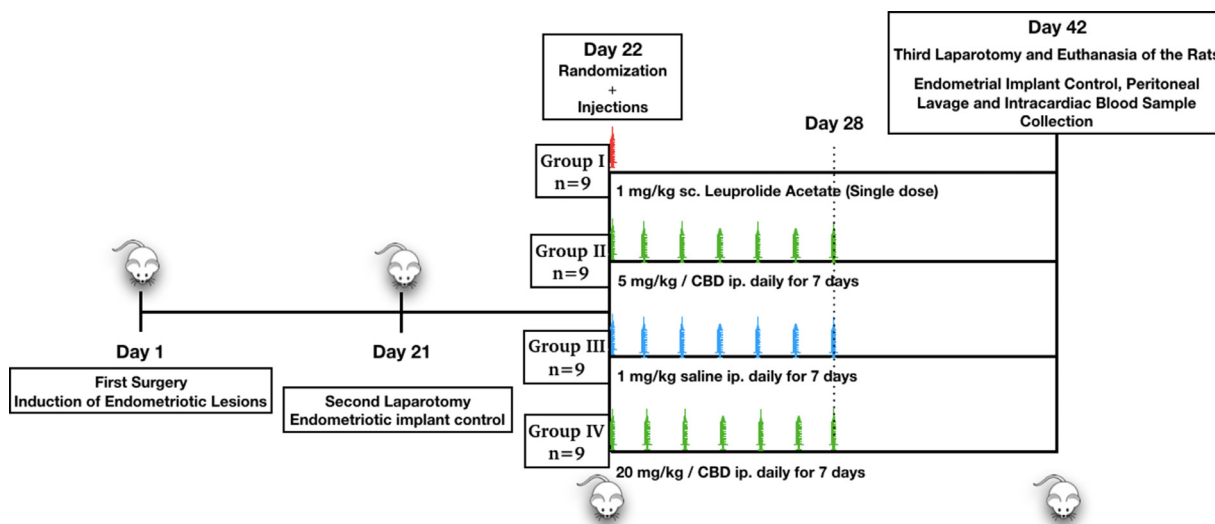 Day 22
Randomization
+
Injections
Day 42
Third Laparotomy and Euthanasia of the Rats
Endometrial Implant Control, Peritoneal
Lavage and Intracardiac Blood Sample
Collection
Day 28
Group I
n=9
1 mg/kg sc. Leuprolide Acetate (Single dose)
Group II
n=9
5 mg/kg / CBD ip. daily for 7 days
Day 1
First Surgery
Induction of Endometriotic Lesions
Day 21
Second Laparotomy
Endometriotic implant control
Group III
n=9
1 mg/kg saline ip. daily for 7 days
Group IV
n=9
20 mg/kg / CBD ip. daily for 7 days